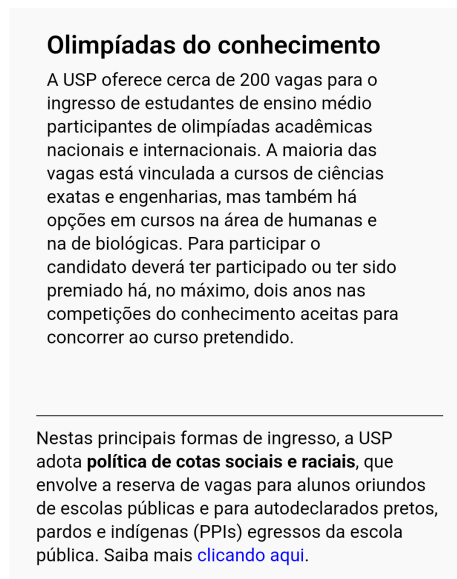 Olimpíadas do conhecimento
A USP oferece cerca de 200 vagas para o
ingresso de estudantes de ensino médio
participantes de olimpíadas acadêmicas
nacionais e internacionais. A maioria das
vagas está vinculada a cursos de ciências
exatas e engenharias, mas também há
opções em cursos na área de humanas e
na de biológicas. Para participar o
candidato deverá ter participado ou ter sido
premiado há, no máximo, dois anos nas
competições do conhecimento aceitas para
concorrer ao curso pretendido.
Nestas principais formas de ingresso, a USP
adota política de cotas sociais e raciais, que
envolve a reserva de vagas para alunos oriundos
de escolas públicas e para autodeclarados pretos,
pardos e indígenas (PPIs) egressos da escola
pública. Saiba mais clicando aqui.